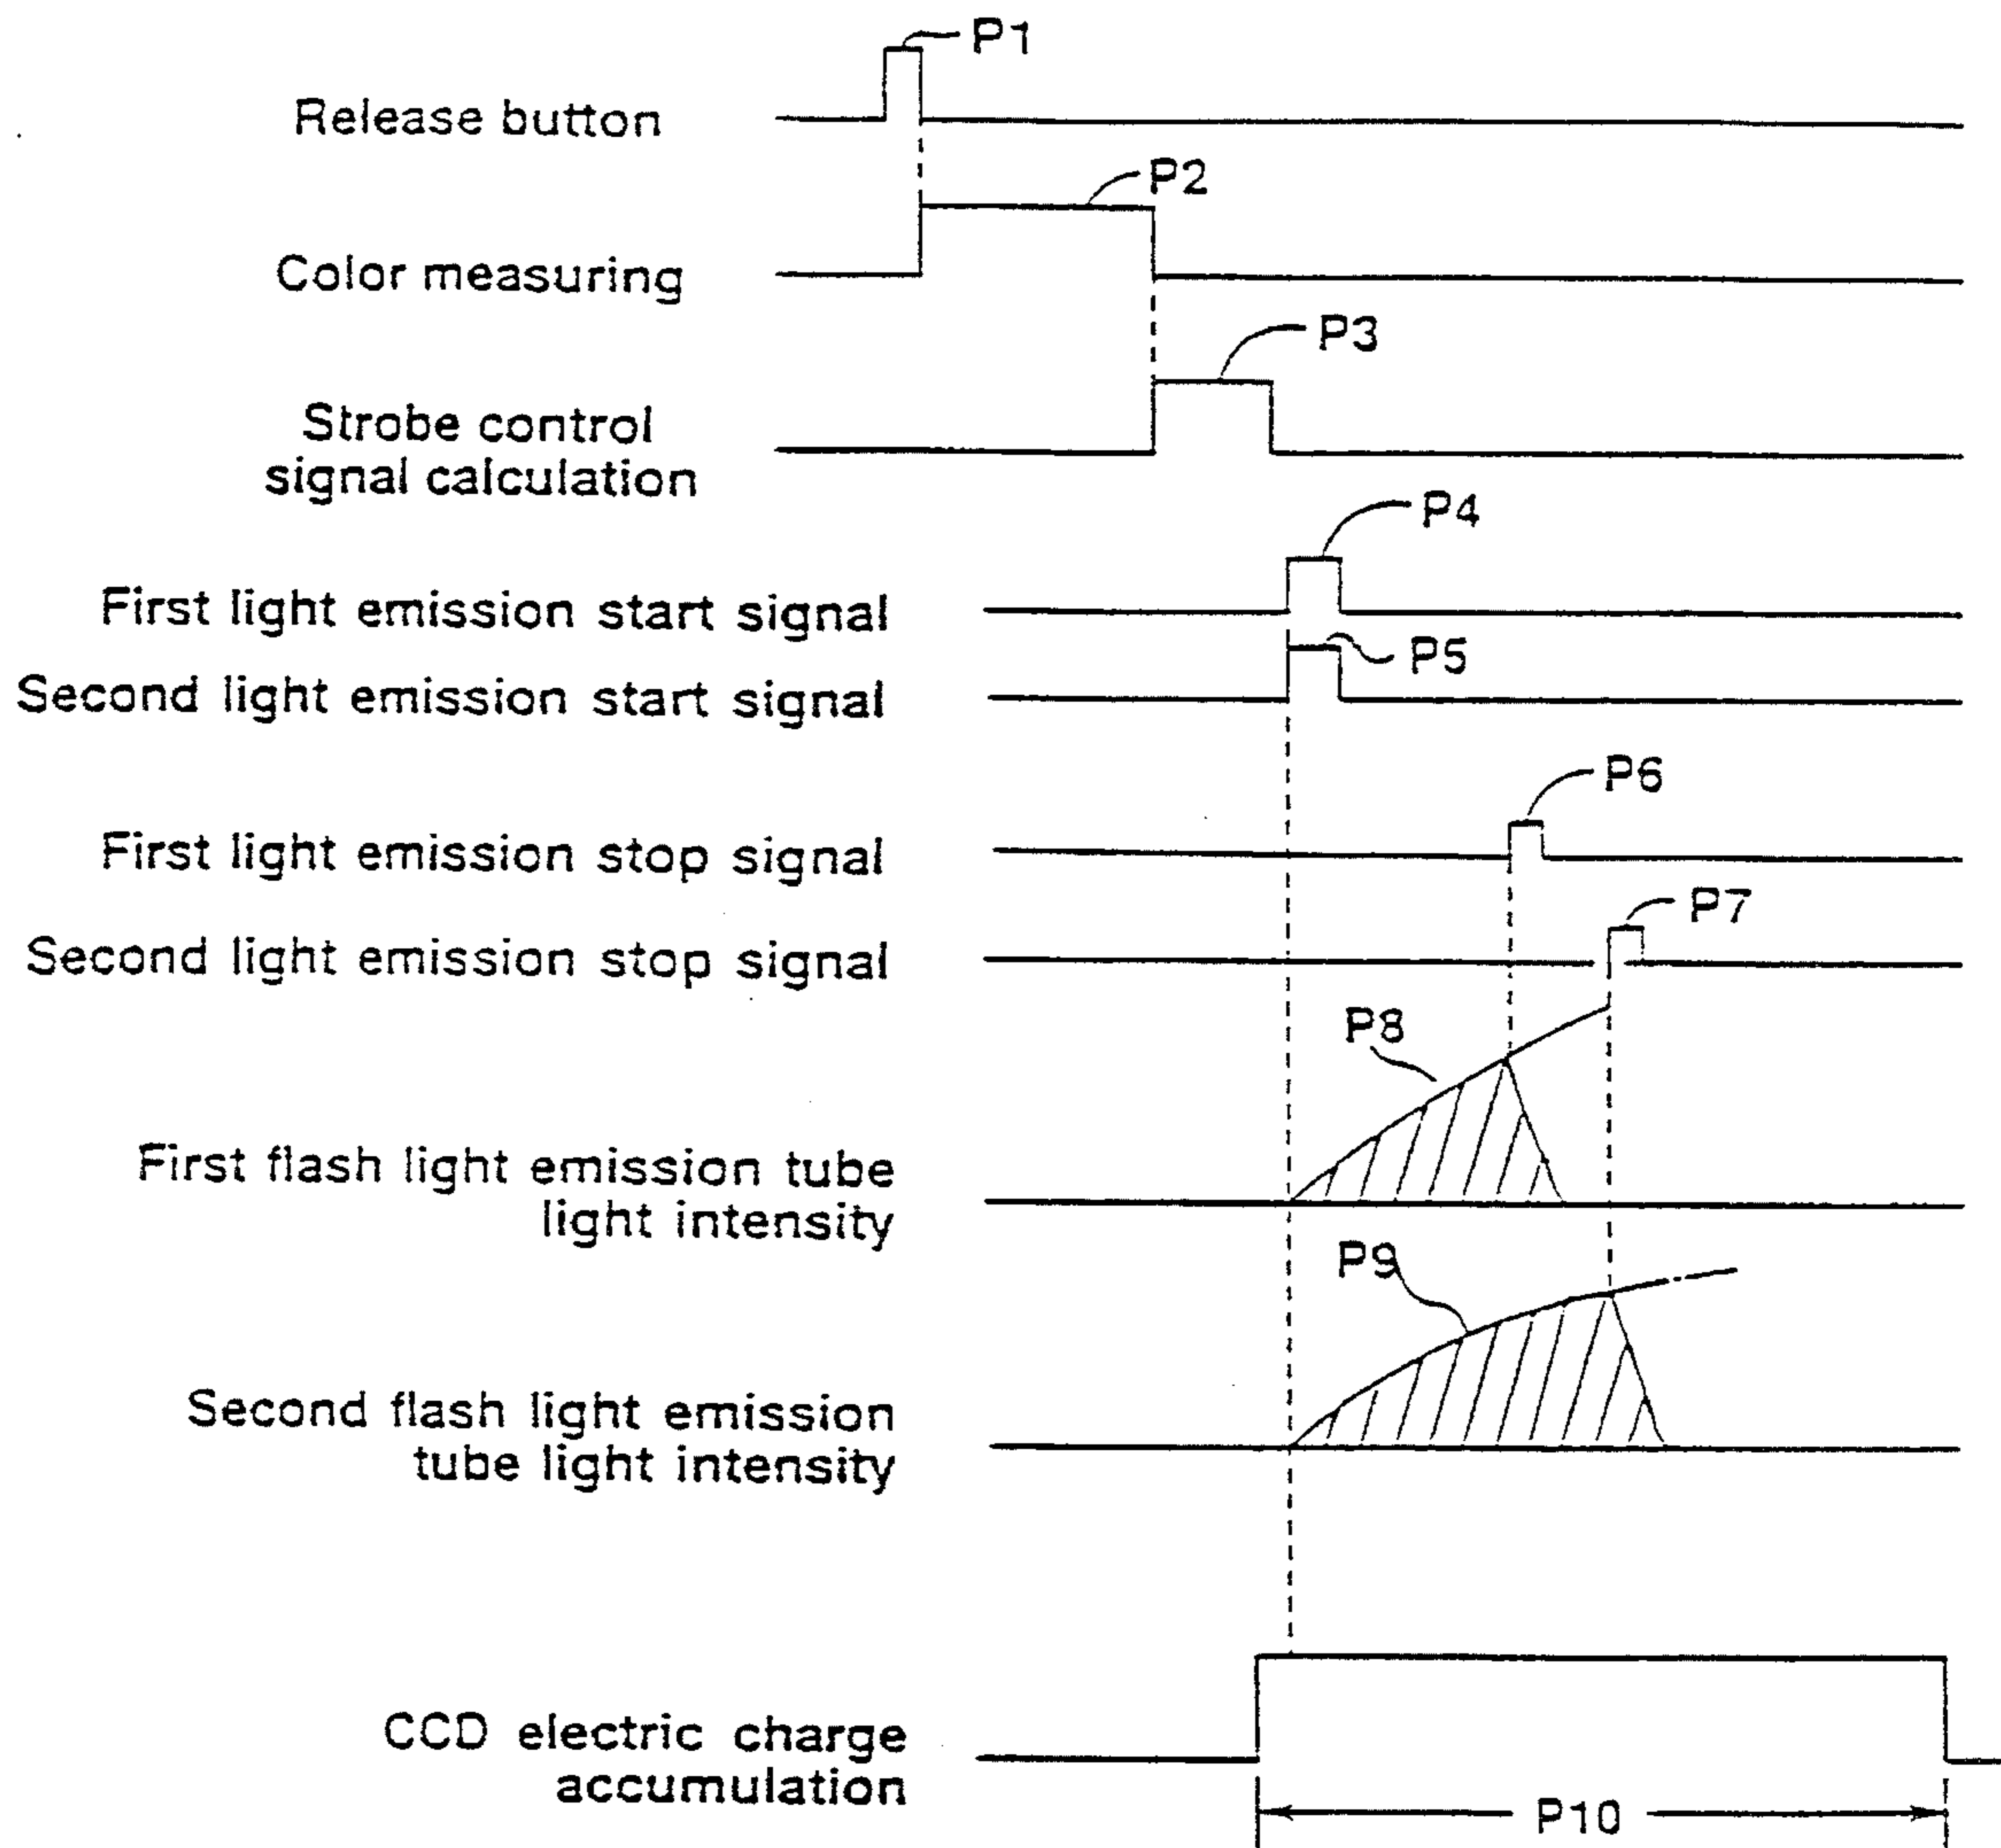 P1
Release button
P2
Color measuring
P3
Strobe control
signal calculation
P4
First light emission start signal
P5
Second light emission start signal
P6
First light emission stop signal
P7
Second light emission stop signal
P8
First flash light emission tube
light intensity
P9
Second flash light emission
tube light intensity
CCD electric charge
accumulation
P10